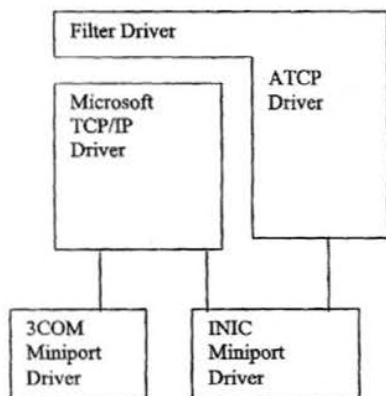 Filter Driver
ATCP
Driver
Microsoft
TCP/IP
Driver
3COM
Miniport
Driver
INIC
Miniport
Driver